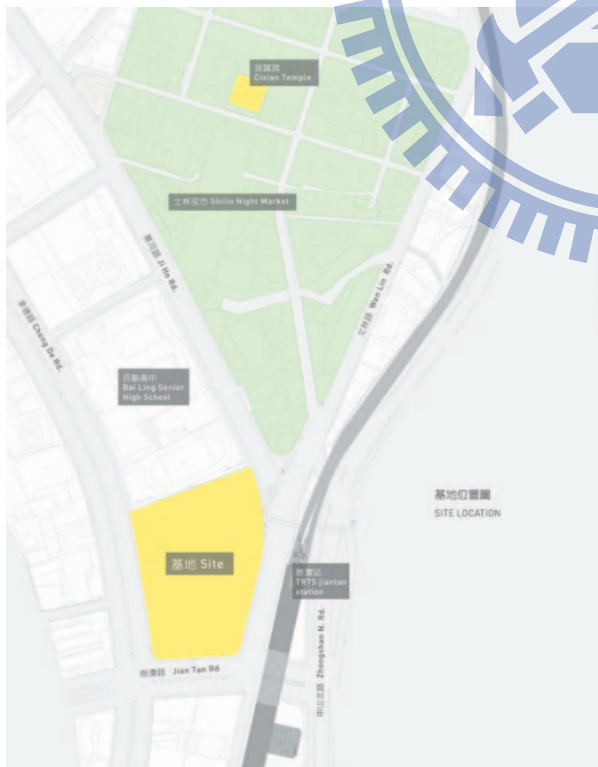 慈諴宮
Cixian Temple
士林夜市 Shilin Night Market
基河路 Ji Ho Rd.
文林路 Wen Lin Rd.
承德路 Cheng De Rd.
百齡高中
Bai Ling Senior
High School
基地位置圖
SITE LOCATION
基地 Site
劍潭站
TRTS Jiantan
station
劍潭路 Jian Tan Rd
中山北路 Zhongshan N. Rd.